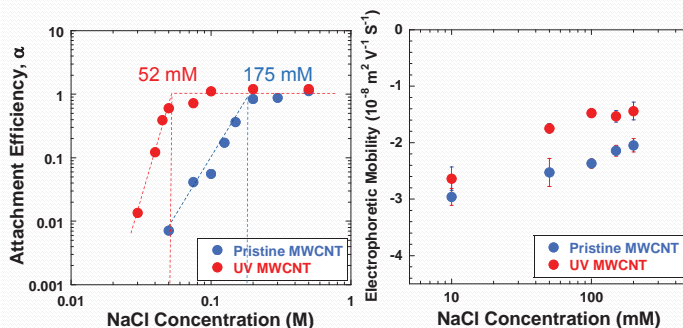 Attachment Efficiency, α
10
1
0.1
0.01
0.001
52 mM
175 mM
Pristine MWCNT
UV MWCNT
0.01
0.1
1
NaCl Concentration (M)
Electrophoretic Mobility (10⁻⁸ m² V⁻¹ S⁻¹)
0
-1
-2
-3
-4
Pristine MWCNT
UV MWCNT
10
100
NaCl Concentration (mM)